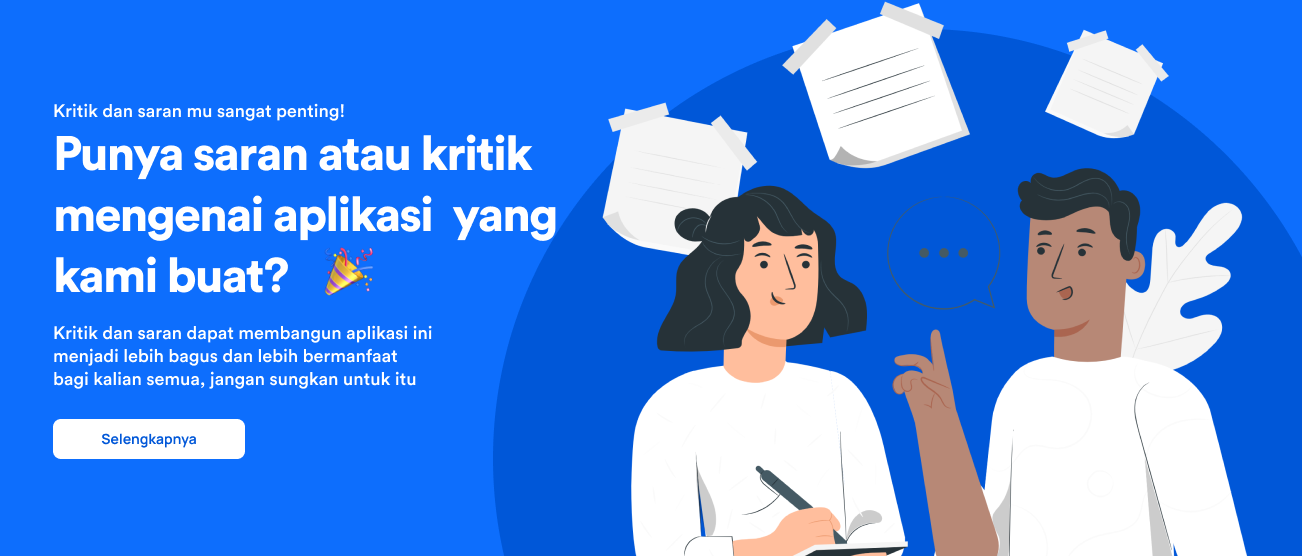 Kritik dan saran mu sangat penting!
Punya saran atau kritik
mengenai aplikasi yang
kami buat? 🎉
Kritik dan saran dapat membangun aplikasi ini
menjadi lebih bagus dan lebih bermanfaat
bagi kalian semua, jangan sungkan untuk itu
Selengkapnya